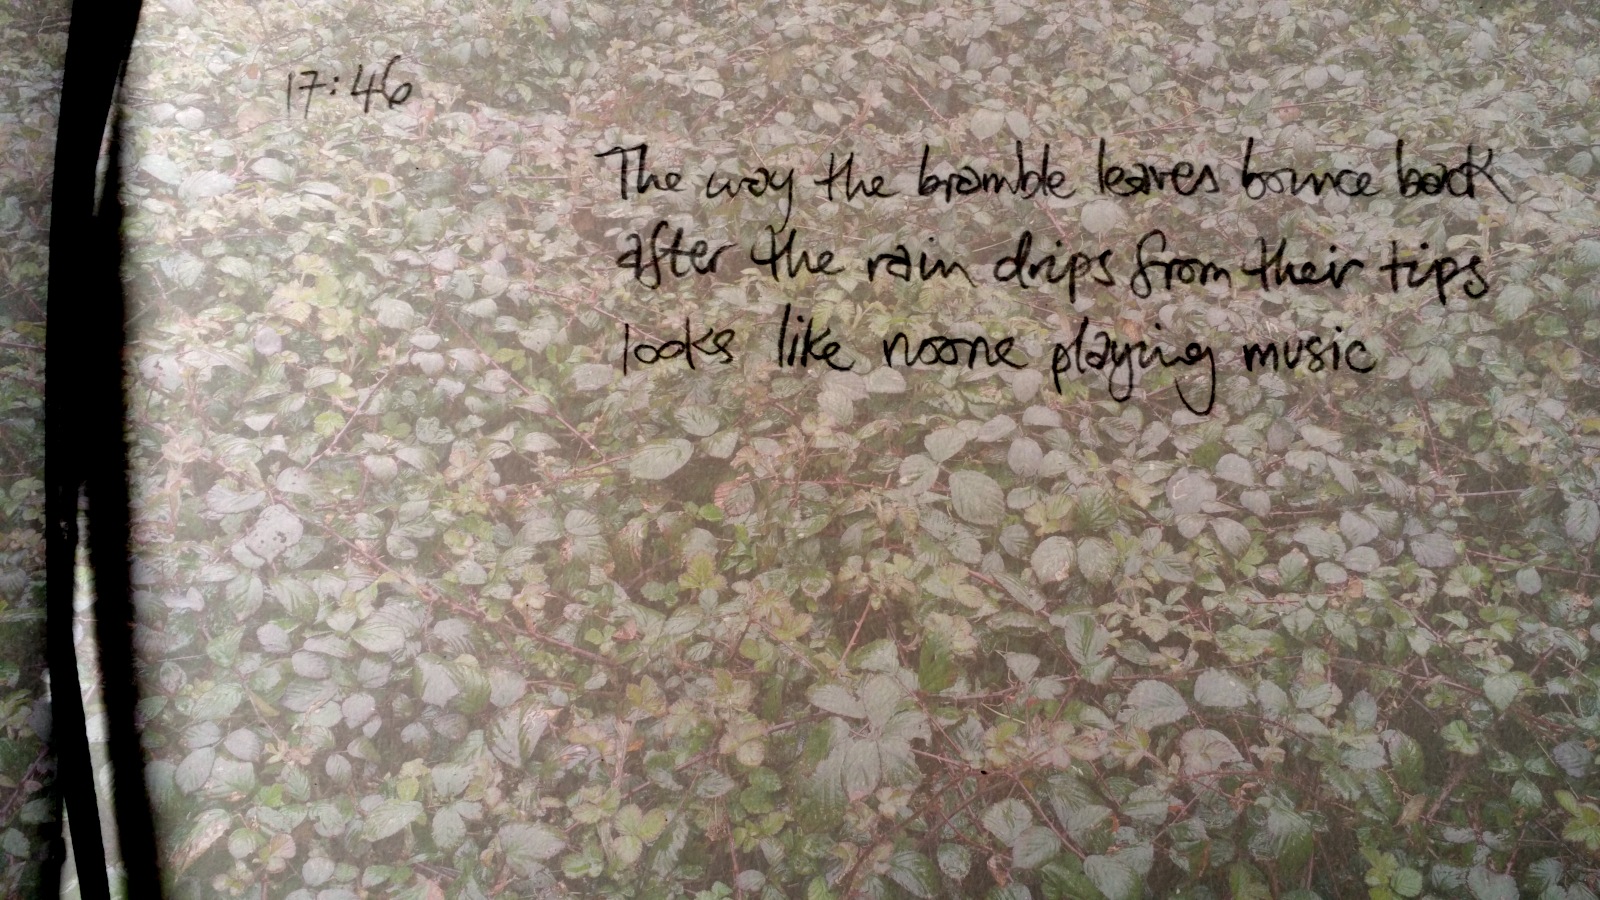 17:46
The way the bramble leaves bounce back
after the rain drips from their tips
looks like noone playing music